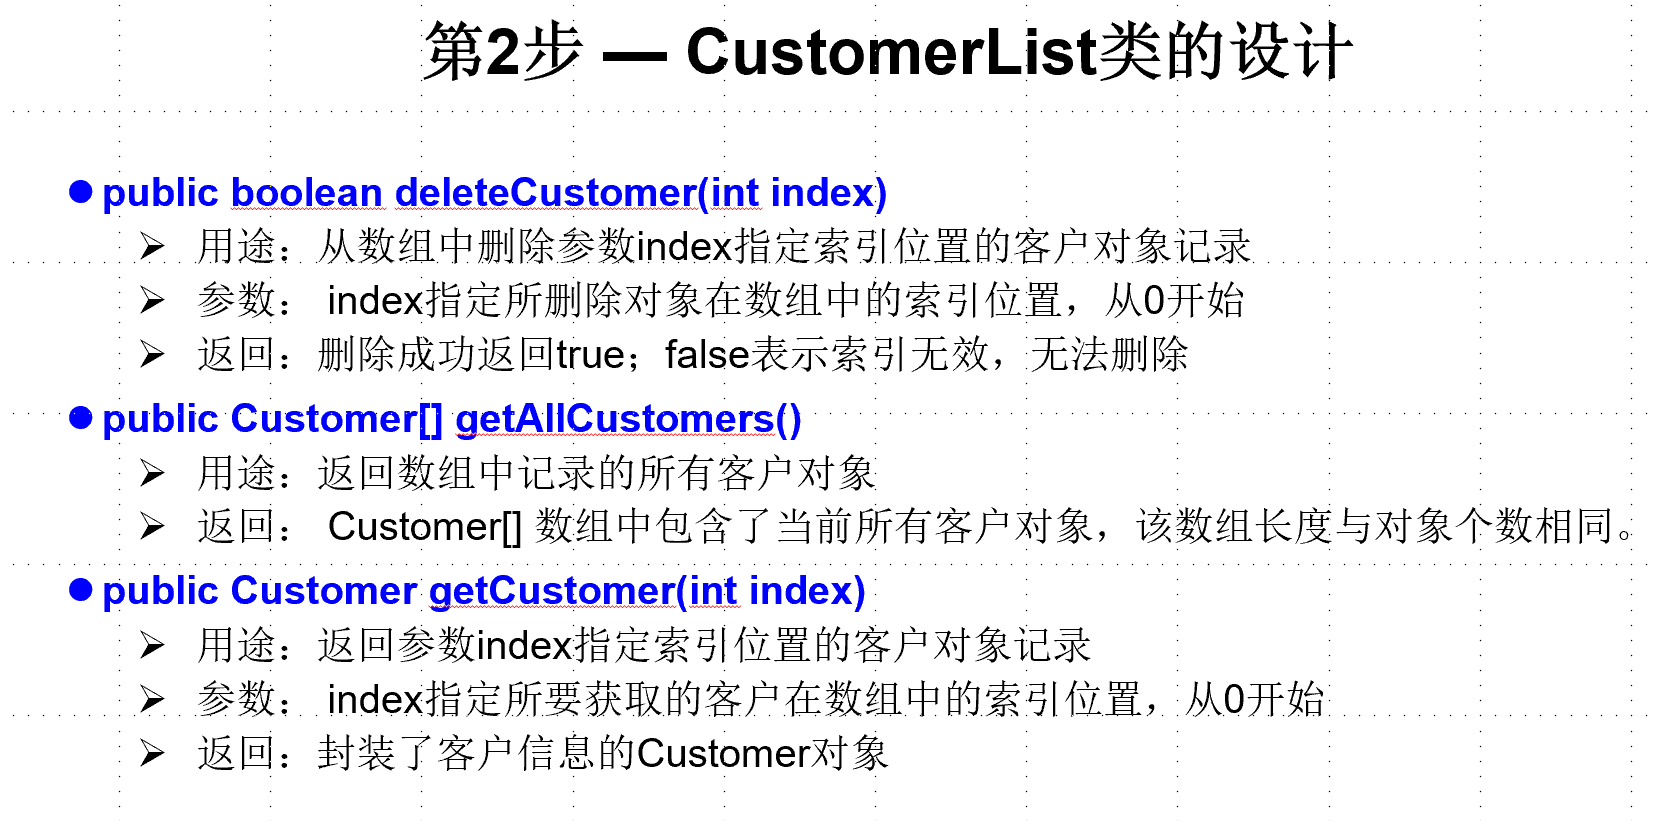 第2步 — CustomerList类的设计
public boolean deleteCustomer(int index)
用途：从数组中删除参数index指定索引位置的客户对象记录
参数： index指定所删除对象在数组中的索引位置，从0开始
返回：删除成功返回true；false表示索引无效，无法删除
public Customer[] getAllCustomers()
用途：返回数组中记录的所有客户对象
返回： Customer[] 数组中包含了当前所有客户对象，该数组长度与对象个数相同。
public Customer getCustomer(int index)
用途：返回参数index指定索引位置的客户对象记录
参数： index指定所要获取的客户在数组中的索引位置，从0开始
返回：封装了客户信息的Customer对象